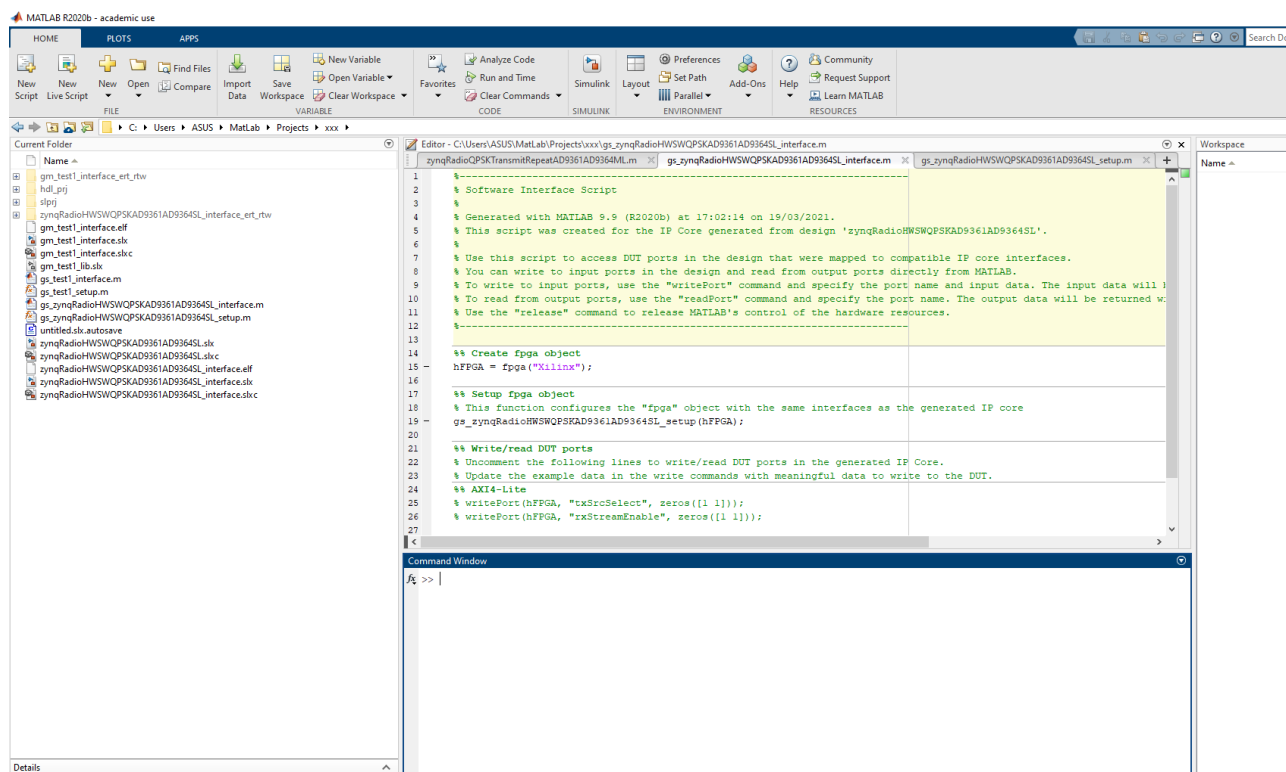 MATLAB R2020b - academic use
HOME PLOTS APPS
Search Do
New Script
New Live Script
New
Open
Find Files
Compare
Import Data
Save Workspace
New Variable
Open Variable
Clear Workspace
Favorites
Analyze Code
Run and Time
Clear Commands
Simulink
Layout
Preferences
Set Path
Parallel
Add-Ons
Help
Community
Request Support
Learn MATLAB
FILE VARIABLE CODE SIMULINK ENVIRONMENT RESOURCES
C: Users ASUS MatLab Projects xxx
Current Folder
Name
gm_test1_interface_ert_rtw
hdl_prj
slprj
zynqRadioHWSWQPSKAD9361AD9364SL_interface_ert_rtw
gm_test1_interface.elf
gm_test1_interface.slx
gm_test1_interface.slxc
gm_test1_lib.slx
gs_test1_interface.m
gs_test1_setup.m
gs_zynqRadioHWSWQPSKAD9361AD9364SL_interface.m
gs_zynqRadioHWSWQPSKAD9361AD9364SL_setup.m
untitled.slx.autosave
zynqRadioHWSWQPSKAD9361AD9364SL.slx
zynqRadioHWSWQPSKAD9361AD9364SL.slxc
zynqRadioHWSWQPSKAD9361AD9364SL_interface.elf
zynqRadioHWSWQPSKAD9361AD9364SL_interface.slx
zynqRadioHWSWQPSKAD9361AD9364SL_interface.slxc
Details
Editor - C:\Users\ASUS\MatLab\Projects\xxx\gs_zynqRadioHWSWQPSKAD9361AD9364SL_interface.m
zynqRadioQPSKTransmitRepeatAD9361AD9364ML.m gs_zynqRadioHWSWQPSKAD9361AD9364SL_interface.m gs_zynqRadioHWSWQPSKAD9361AD9364SL_setup.m
1 %--------------------------------------------------------------------------
2 % Software Interface Script
3 %
4 % Generated with MATLAB 9.9 (R2020b) at 17:02:14 on 19/03/2021.
5 % This script was created for the IP Core generated from design 'zynqRadioHWSWQPSKAD9361AD9364SL'.
6 %
7 % Use this script to access DUT ports in the design that were mapped to compatible IP core interfaces.
8 % You can write to input ports in the design and read from output ports directly from MATLAB.
9 % To write to input ports, use the "writePort" command and specify the port name and input data. The input data will
10 % To read from output ports, use the "readPort" command and specify the port name. The output data will be returned
11 % Use the "release" command to release MATLAB's control of the hardware resources.
12 %--------------------------------------------------------------------------
13
14 %% Create fpga object
15 hFPGA = fpga("Xilinx");
16
17 %% Setup fpga object
18 % This function configures the "fpga" object with the same interfaces as the generated IP core
19 gs_zynqRadioHWSWQPSKAD9361AD9364SL_setup(hFPGA);
20
21 %% Write/read DUT ports
22 % Uncomment the following lines to write/read DUT ports in the generated IP Core.
23 % Update the example data in the write commands with meaningful data to write to the DUT.
24 %% AXI4-Lite
25 % writePort(hFPGA, "txSrcSelect", zeros([1 1]));
26 % writePort(hFPGA, "rxStreamEnable", zeros([1 1]));
27
Command Window
fx >>
Workspace
Name